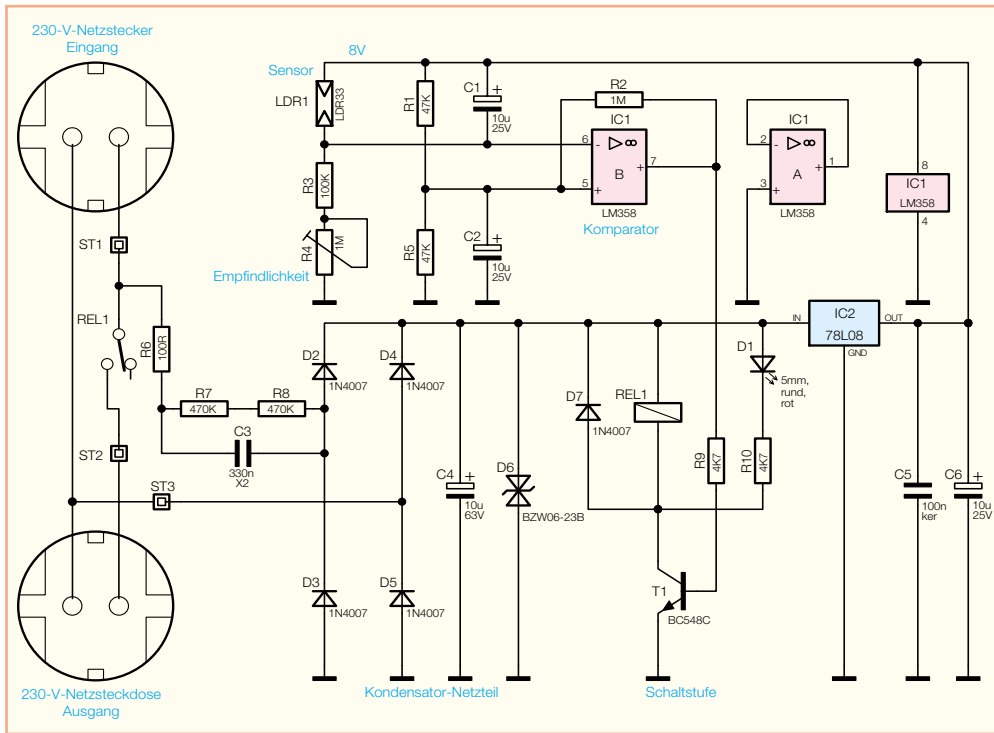 230-V-Netzstecker
Eingang
8V
Sensor
LDR1
LDR33
R1
47K
C1
+
10u
25V
R2
1M
IC1
6
-
▷∞
B
+
7
5
+
LM358
Komparator
IC1
2
-
▷∞
A
+
1
3
+
LM358
8
IC1
LM358
4
R3
100K
R4
1M
Empfindlichkeit
R5
47K
C2
+
10u
25V
ST1
REL1
R6
100R
R7
470K
R8
470K
C3
330n
X2
ST2
ST3
D2
1N4007
D4
1N4007
D3
1N4007
D5
1N4007
C4
+
10u
63V
D6
BZW06-23B
D7
1N4007
REL1
D1
5mm,
rund,
rot
R9
4K7
R10
4K7
IN
IC2
78L08
OUT
GND
T1
BC548C
C5
100n
ker
C6
+
10u
25V
230-V-Netzsteckdose
Ausgang
Kondensator-Netzteil
Schaltstufe